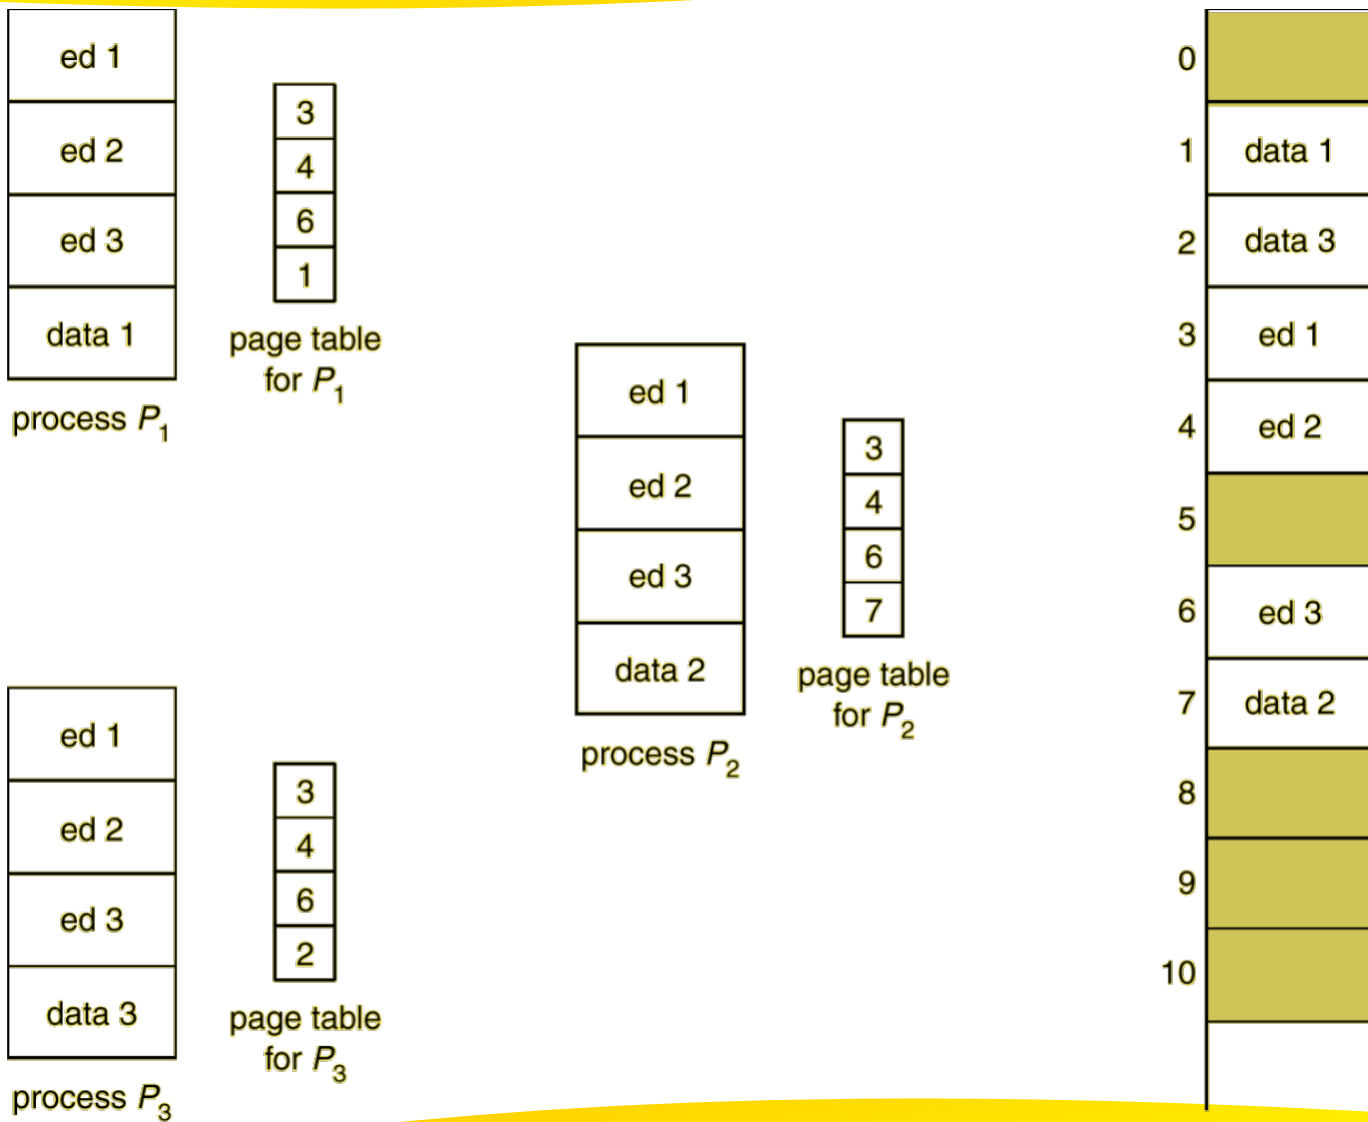 ed 1
ed 2
ed 3
data 1
process P1
3
4
6
1
page table
for P1
ed 1
ed 2
ed 3
data 2
process P2
3
4
6
7
page table
for P2
ed 1
ed 2
ed 3
data 3
process P3
3
4
6
2
page table
for P3
0
1 data 1
2 data 3
3 ed 1
4 ed 2
5
6 ed 3
7 data 2
8
9
10